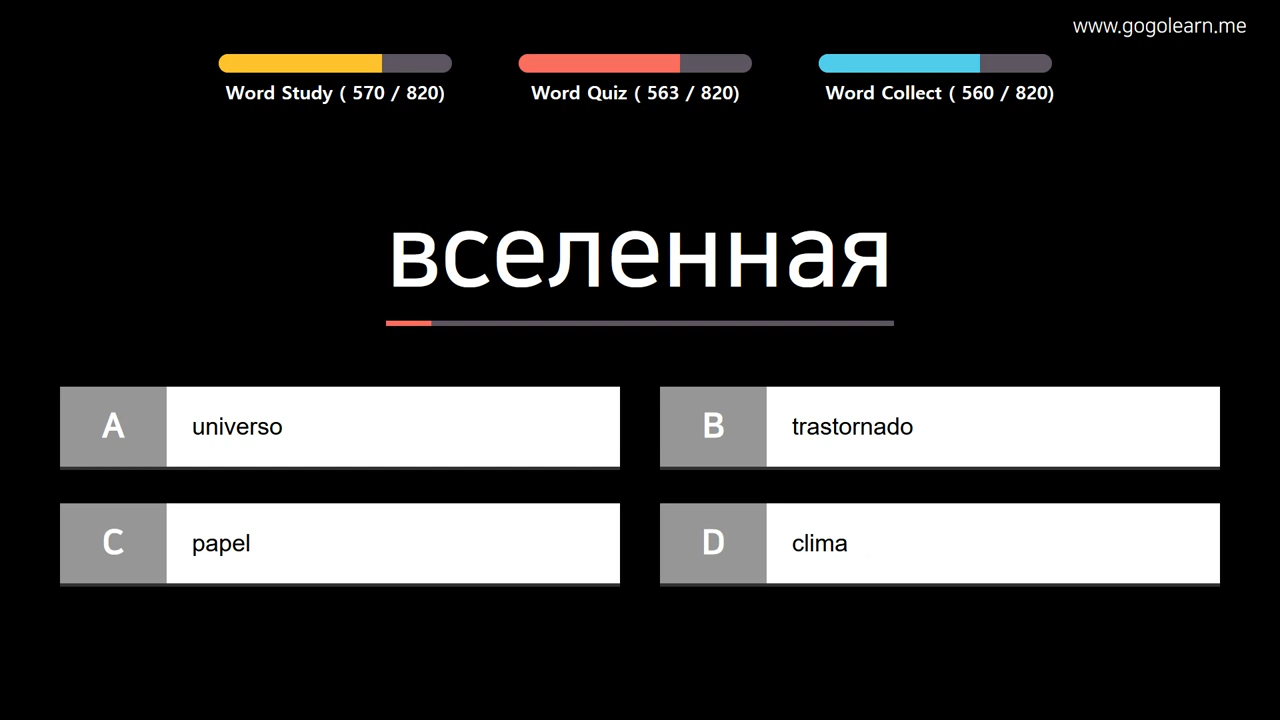 www.gogolearn.me
Word Study ( 570 / 820)
Word Quiz ( 563 / 820)
Word Collect ( 560 / 820)
вселенная
A universo
B trastornado
C papel
D clima